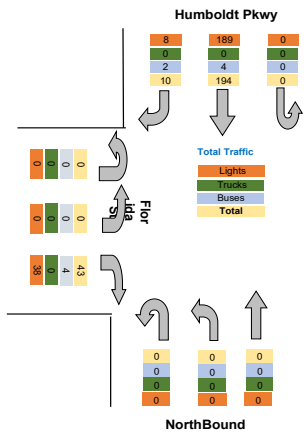 Humboldt Pkwy
8 189 0
0 0 0
2 4 0
10 194 0
Total Traffic
Lights
Trucks
Buses
Total
0 0 0 0
0 0 0 0
38 0 4 43
Flor
ida
St
0 0 0
0 0 0
0 0 0
0 0 0
NorthBound